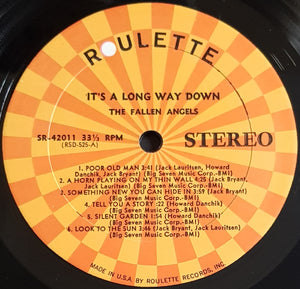 ROULETTE
IT'S A LONG WAY DOWN
THE FALLEN ANGELS
SR-42011 33⅓ RPM
(RSD-525-A)
STEREO
1. POOR OLD MAN 2:41 (Jack Lauritsen, Howard
Danchik, Jack Bryant) (Big Seven Music Corp.-BMI)
2. A HORN PLAYING ON MY THIN WALL 4:25 (Jack Bryant,
Jack Lauritsen) (Big Seven Music Corp.-BMI)
3. SOMETHING NEW YOU CAN HIDE IN 3:59 (Jack Bryant)
(Big Seven Music Corp.-BMI)
4. TELL YOU A STORY :22 (Howard Danchik)
(Big Seven Music Corp.-BMI)
5. SILENT GARDEN 1:54 (Howard Danchik)
(Big Seven Music Corp.-BMI)
6. LOOK TO THE SUN 3:46 (Jack Bryant, Jack Lauritsen)
(Big Seven Music Corp.-BMI)
MADE IN U.S.A. BY ROULETTE RECORDS, INC.